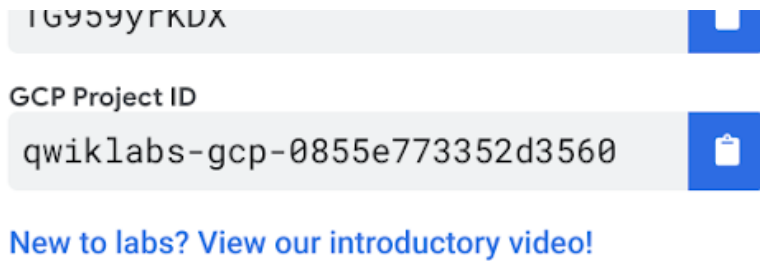 GCP Project ID
qwiklabs-gcp-0855e773352d3560
New to labs? View our introductory video!